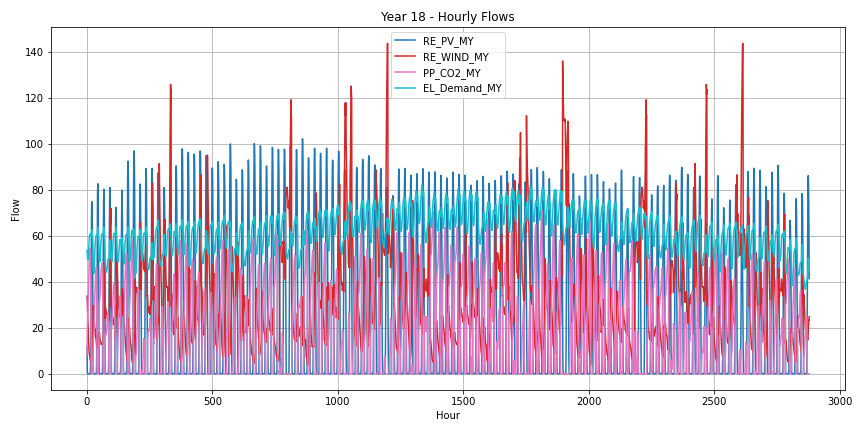 Year 18 - Hourly Flows
RE_PV_MY
RE_WIND_MY
PP_CO2_MY
EL_Demand_MY
Flow
140
120
100
80
60
40
20
0
0 500 1000 1500 2000 2500 3000
Hour